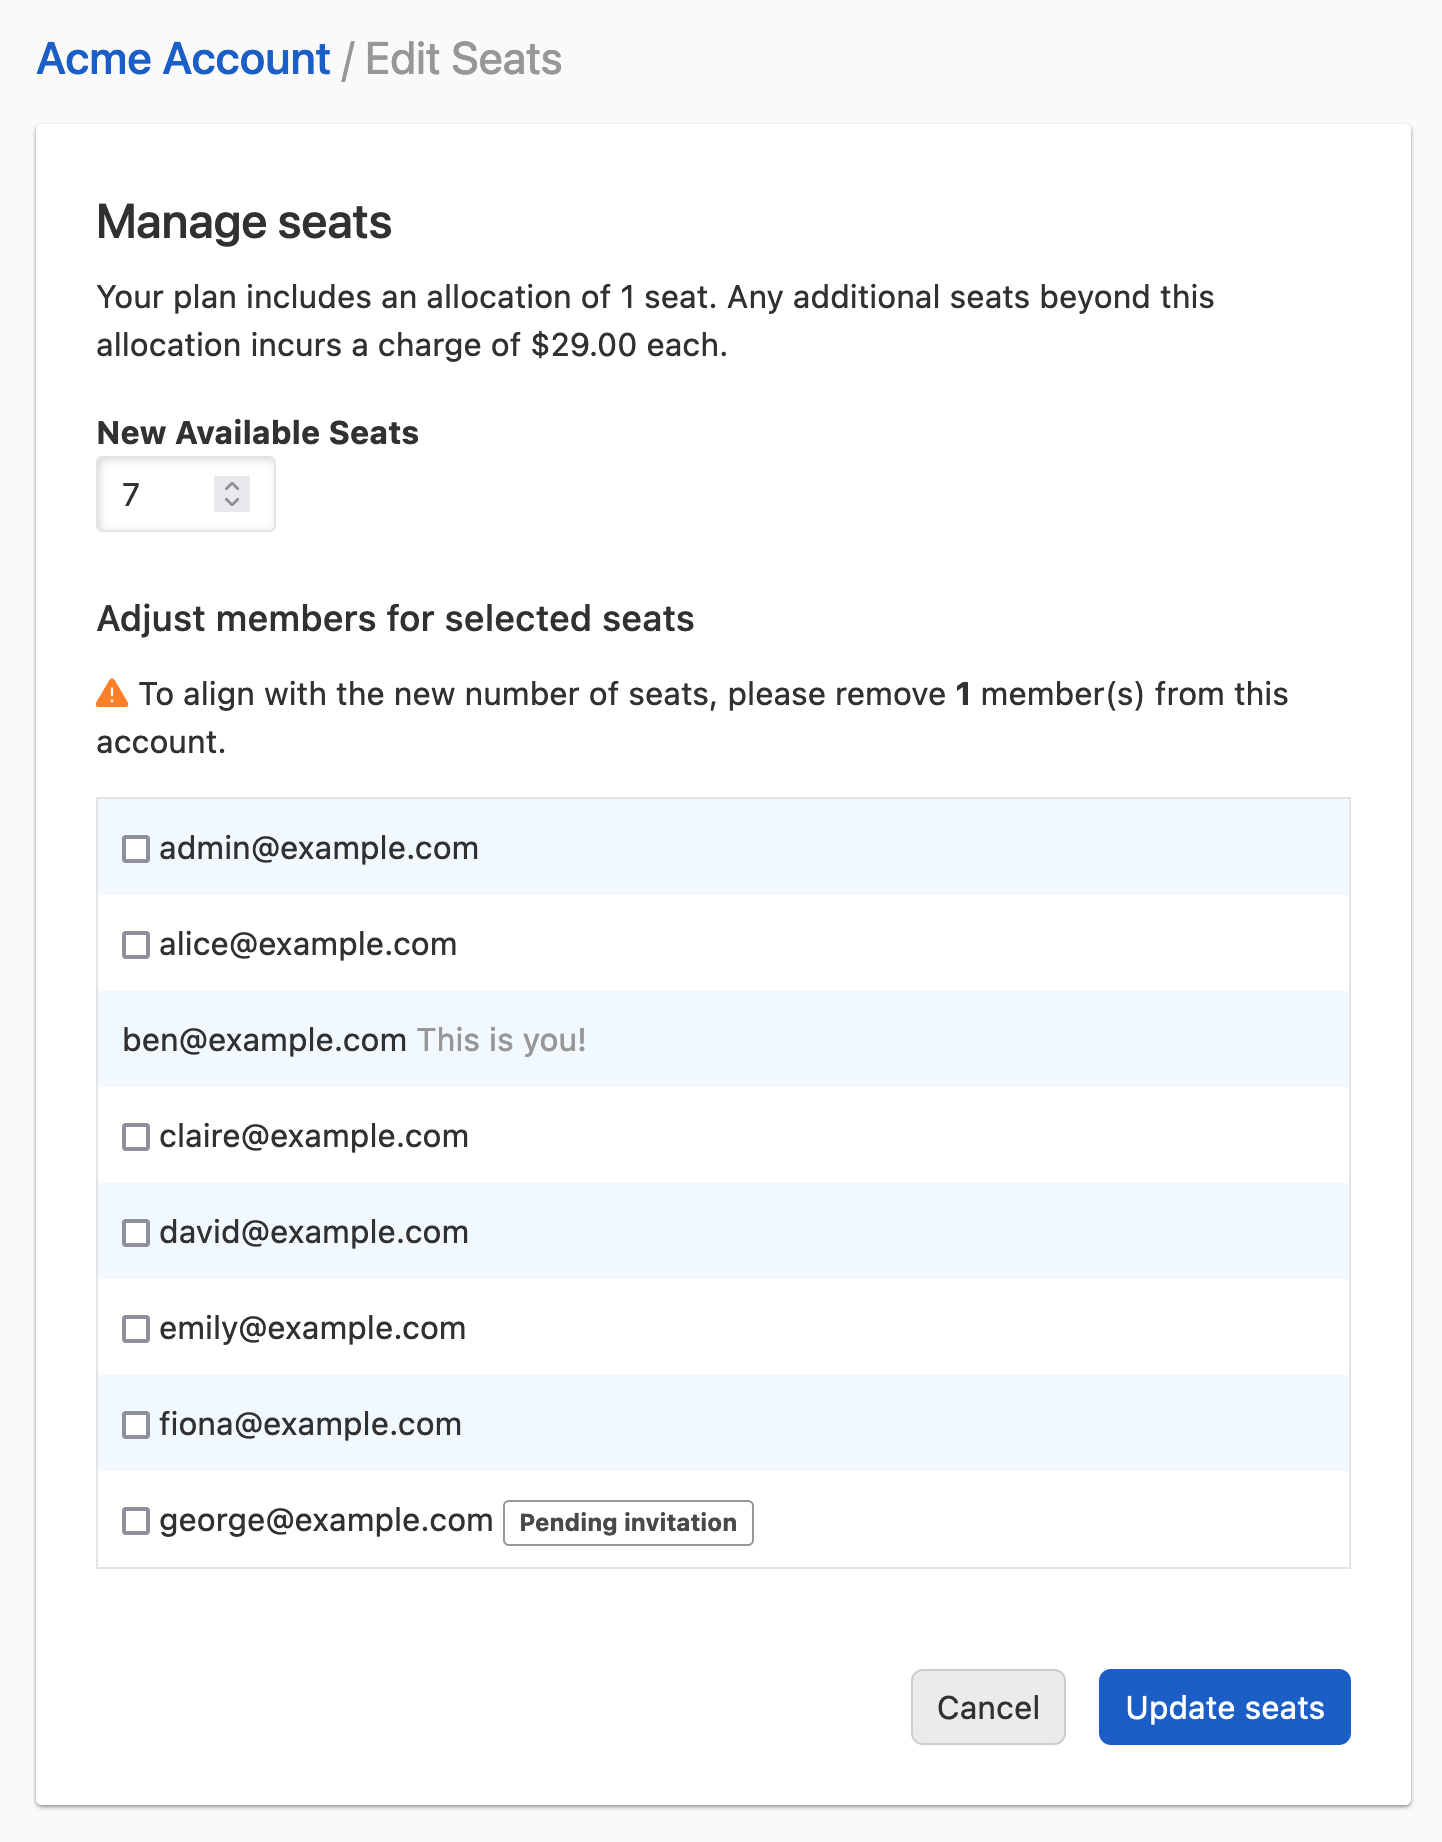 Acme Account / Edit Seats
Manage seats
Your plan includes an allocation of 1 seat. Any additional seats beyond this
allocation incurs a charge of $29.00 each.
New Available Seats
7
Adjust members for selected seats
To align with the new number of seats, please remove 1 member(s) from this
account.
admin@example.com
alice@example.com
ben@example.com This is you!
claire@example.com
david@example.com
emily@example.com
fiona@example.com
george@example.com Pending invitation
Cancel Update seats